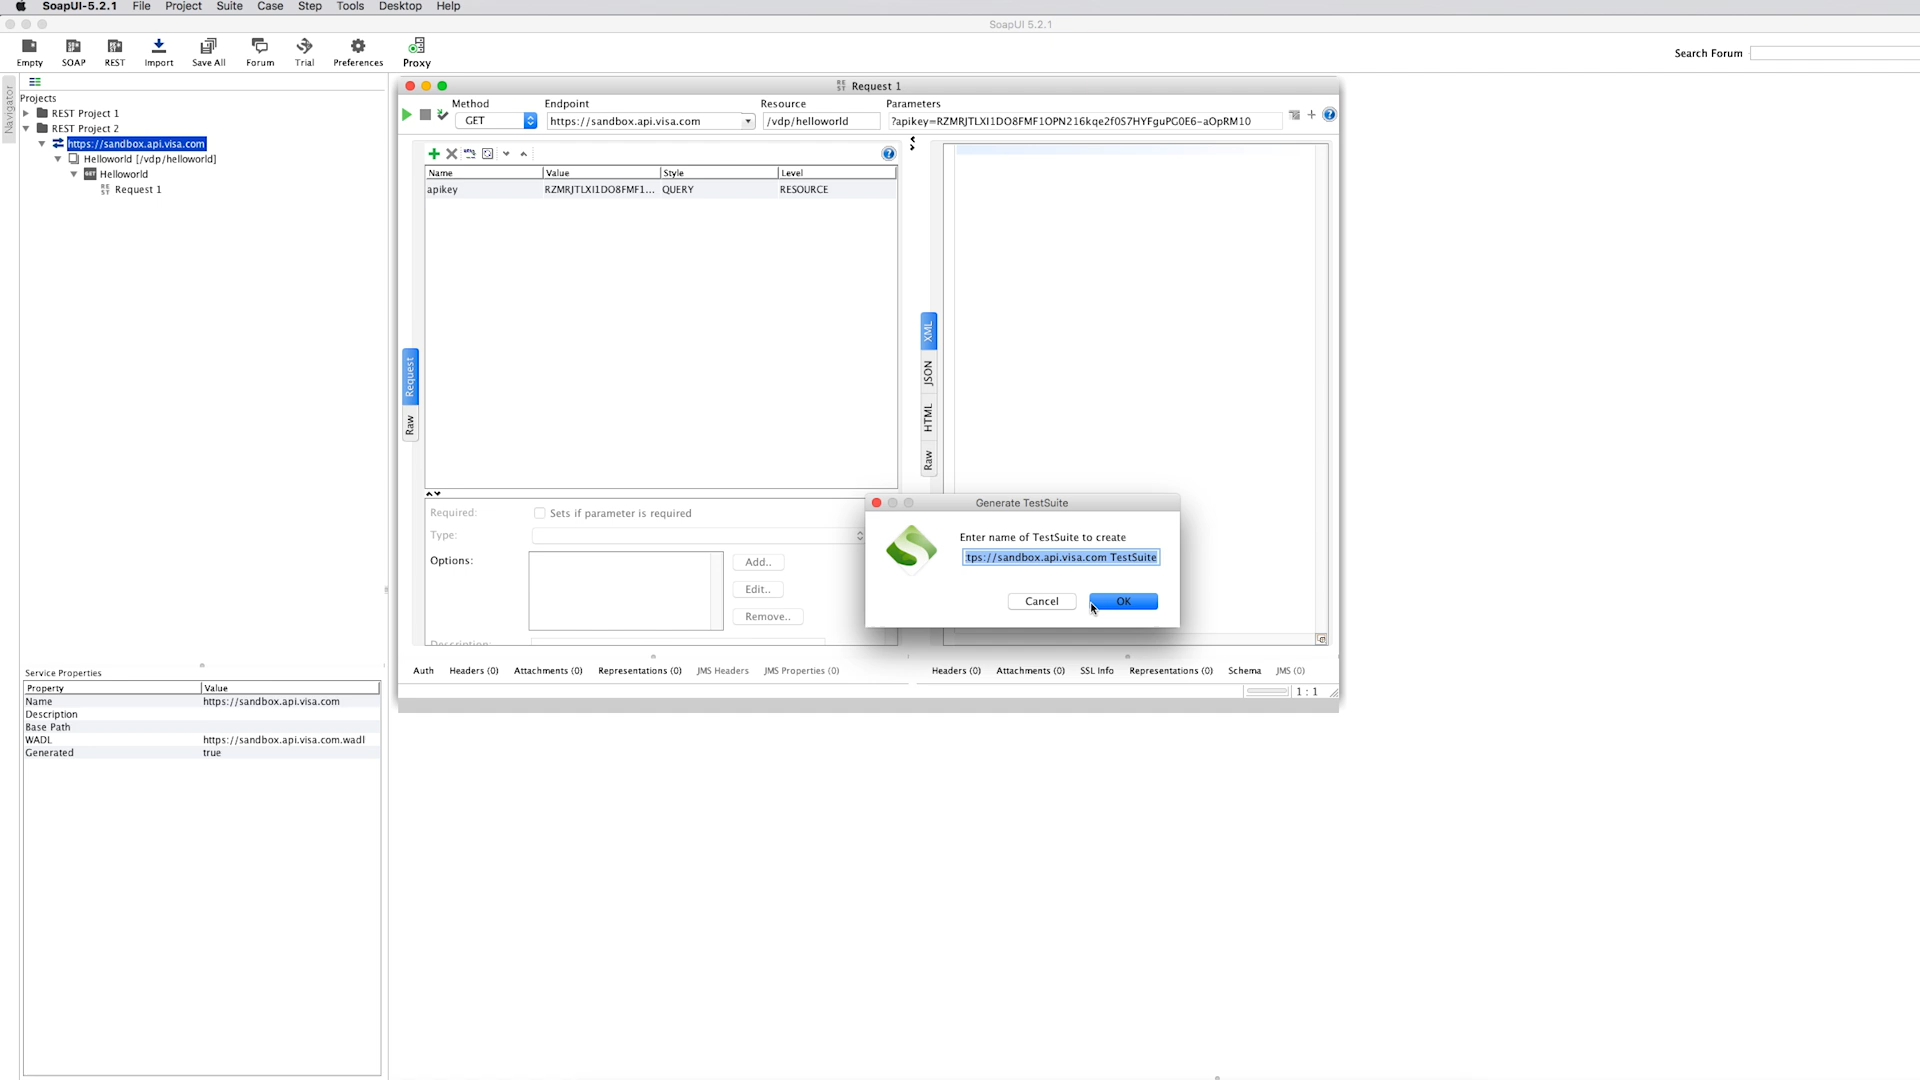 SoapUI-5.2.1 File Project Suite Case Step Tools Desktop Help
SoapUI 5.2.1
Empty SOAP REST Import Save All Forum Trial Preferences Proxy
Search Forum
Navigator
Projects
REST Project 1
REST Project 2
https://sandbox.api.visa.com
Helloworld [/vdp/helloworld]
GET Helloworld
Request 1
Service Properties
Property Value
Name https://sandbox.api.visa.com
Description
Base Path
WADL https://sandbox.api.visa.com.wadl
Generated true
Request 1
Method Endpoint Resource Parameters
GET https://sandbox.api.visa.com /vdp/helloworld ?apikey=RZMRJTLXI1DO8FMF1OPN216kqe2f0S7HYFguPG0E6-aOpRM10
Name Value Style Level
apikey RZMRJTLXI1DO8FMF1... QUERY RESOURCE
Request
Raw
XML
JSON
HTML
Raw
Required: Sets if parameter is required
Type:
Options: Add..
Edit..
Remove..
Description:
Generate TestSuite
Enter name of TestSuite to create
tps://sandbox.api.visa.com TestSuite
Cancel OK
Auth Headers (0) Attachments (0) Representations (0) JMS Headers JMS Properties (0)
Headers (0) Attachments (0) SSL Info Representations (0) Schema JMS (0)
1 : 1